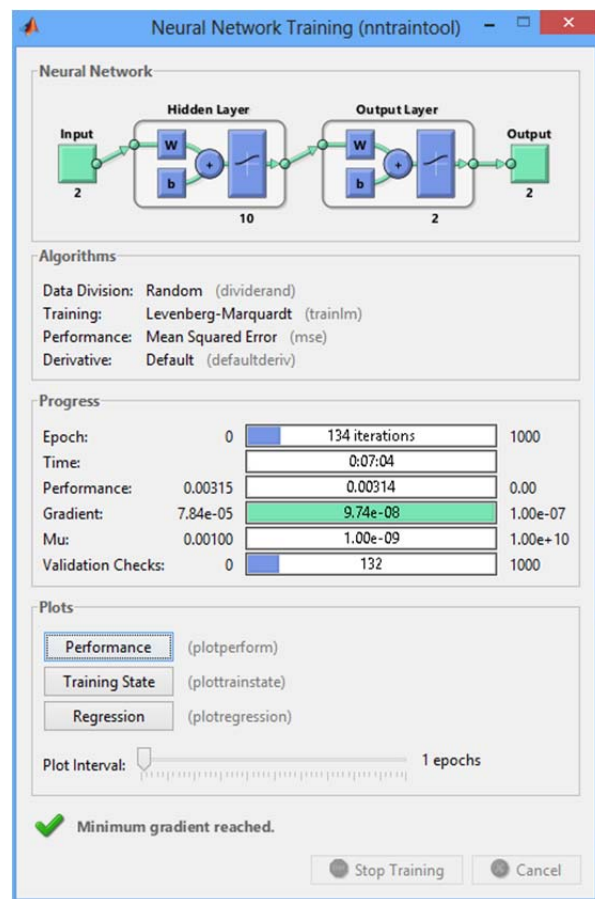 Neural Network Training (nntraintool)
Neural Network
Hidden Layer
Output Layer
Input
Output
W
b
+
W
b
+
2
10
2
2
Algorithms
Data Division: Random (dividerand)
Training: Levenberg-Marquardt (trainlm)
Performance: Mean Squared Error (mse)
Derivative: Default (defaultderiv)
Progress
Epoch: 0 134 iterations 1000
Time: 0:07:04
Performance: 0.00315 0.00314 0.00
Gradient: 7.84e-05 9.74e-08 1.00e-07
Mu: 0.00100 1.00e-09 1.00e+10
Validation Checks: 0 132 1000
Plots
Performance (plotperform)
Training State (plottrainstate)
Regression (plotregression)
Plot Interval: 1 epochs
Minimum gradient reached.
Stop Training Cancel